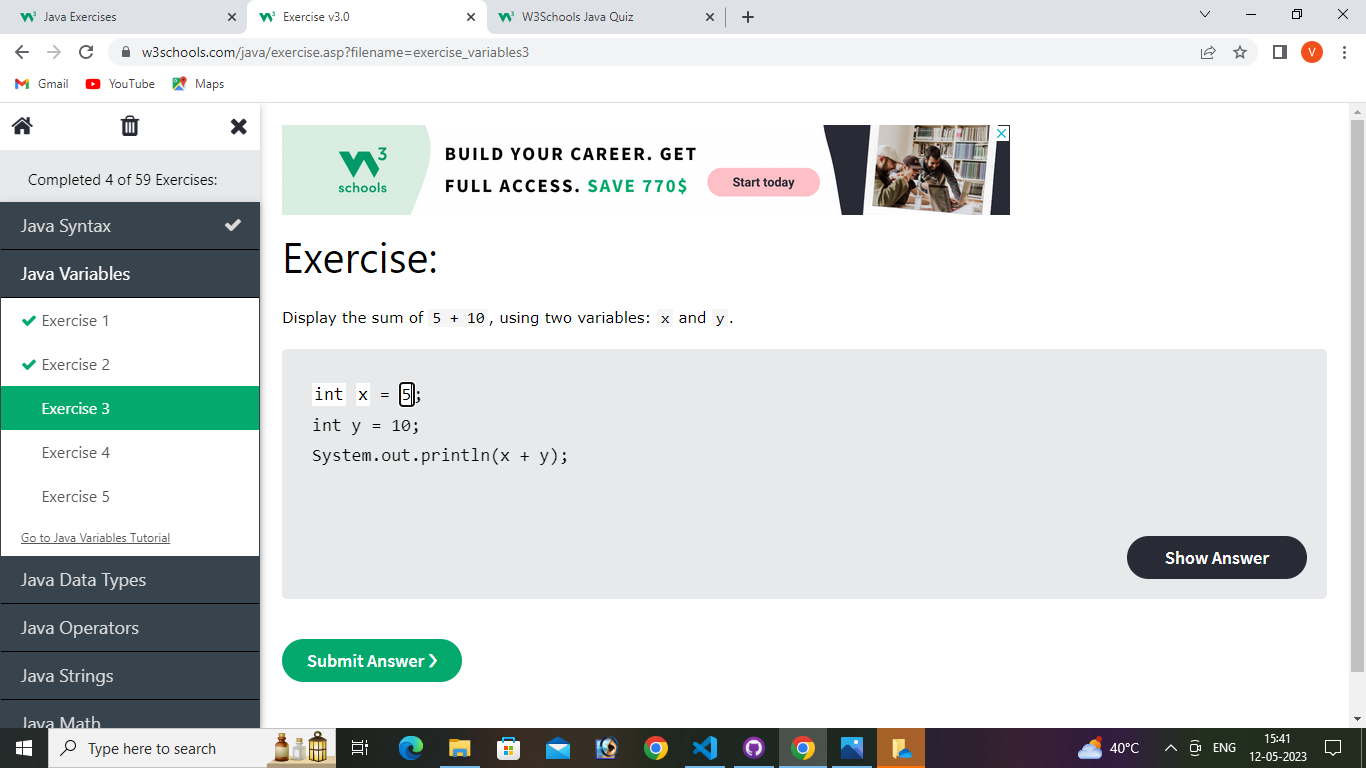 Java Exercises
Exercise v3.0
W3Schools Java Quiz
w3schools.com/java/exercise.asp?filename=exercise_variables3
V
Gmail
YouTube
Maps
Completed 4 of 59 Exercises:
Java Syntax
Java Variables
Exercise 1
Exercise 2
Exercise 3
Exercise 4
Exercise 5
Go to Java Variables Tutorial
Java Data Types
Java Operators
Java Strings
Java Math
W3
schools
BUILD YOUR CAREER. GET
FULL ACCESS. SAVE 770$
Start today
Exercise:
Display the sum of 5 + 10, using two variables: x and y.
int x = 5;
int y = 10;
System.out.println(x + y);
Show Answer
Submit Answer ❯
Type here to search
40°C
ENG
15:41
12-05-2023